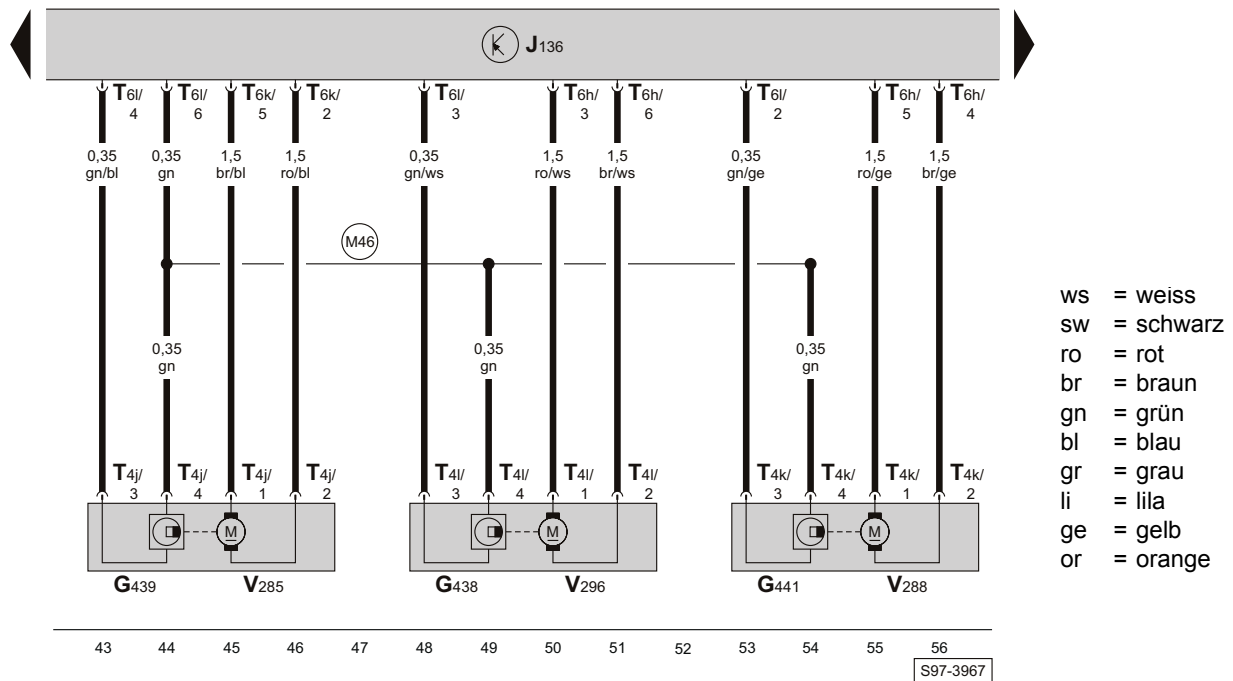 J136
T6l/ T6l/ T6k/ T6k/ T6l/ T6h/ T6h/ T6l/ T6h/ T6h/
4 6 5 2 3 3 6 2 5 4
0,35 0,35 1,5 1,5 0,35 1,5 1,5 0,35 1,5 1,5
gn/bl gn br/bl ro/bl gn/ws ro/ws br/ws gn/ge ro/ge br/ge
M46
0,35 0,35 0,35
gn gn gn
T4j/ T4j/ T4j/ T4j/ T4l/ T4l/ T4l/ T4l/ T4k/ T4k/ T4k/ T4k/
3 4 1 2 3 4 1 2 3 4 1 2
M M M
G439 V285 G438 V296 G441 V288
43 44 45 46 47 48 49 50 51 52 53 54 55 56
S97-3967
ws = weiss
sw = schwarz
ro = rot
br = braun
gn = grün
bl = blau
gr = grau
li = lila
ge = gelb
or = orange